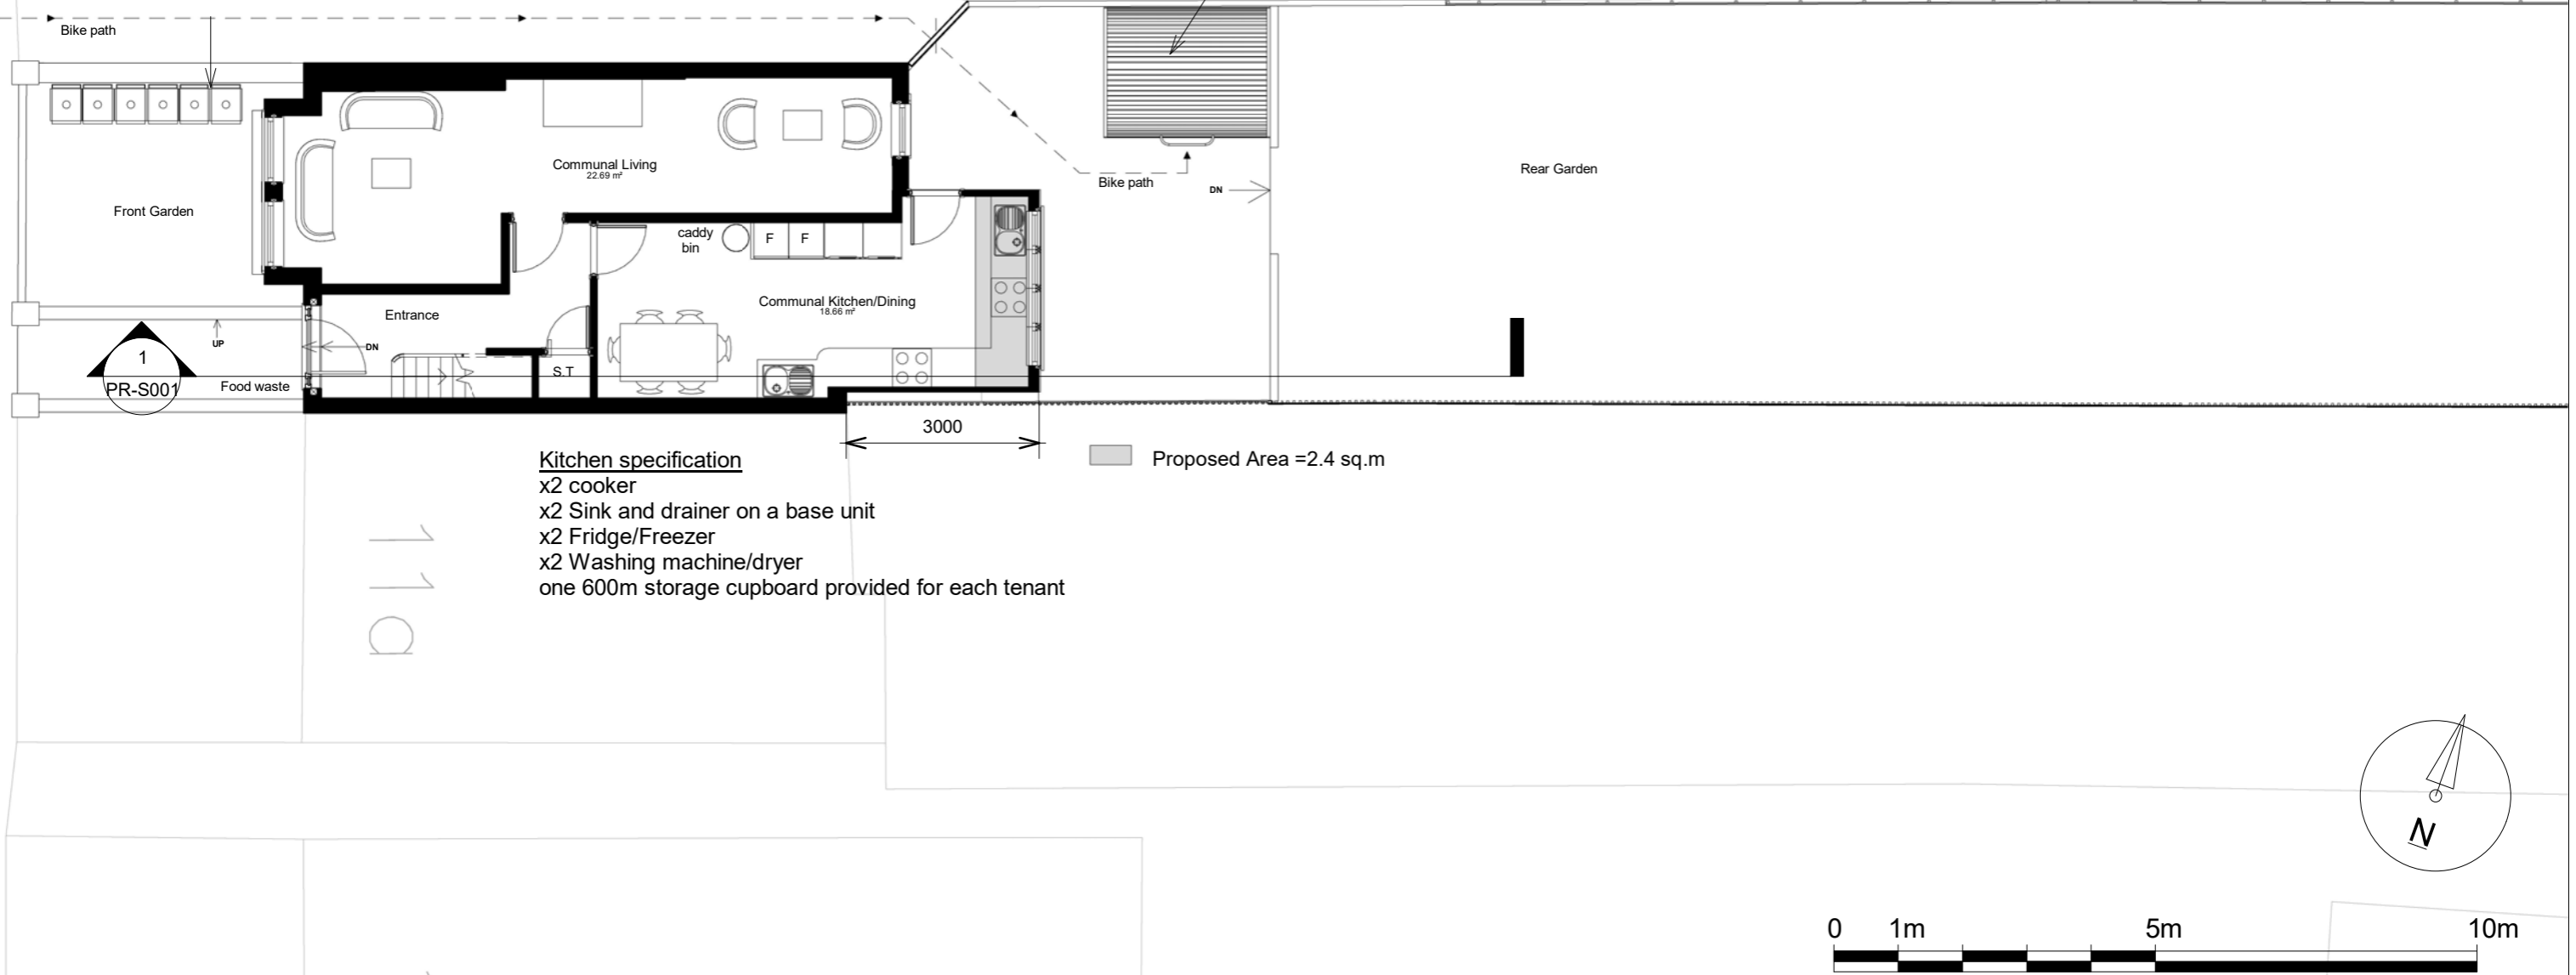 Bike path
Front Garden
Communal Living
22.69 m²
Bike path
DN
Rear Garden
caddy
bin
F
F
Communal Kitchen/Dining
18.66 m²
Entrance
UP
DN
S.T
1
PR-S001
Food waste
3000
Kitchen specification
x2 cooker
x2 Sink and drainer on a base unit
x2 Fridge/Freezer
x2 Washing machine/dryer
one 600m storage cupboard provided for each tenant
Proposed Area =2.4 sq.m
110
N
0 1m 5m 10m